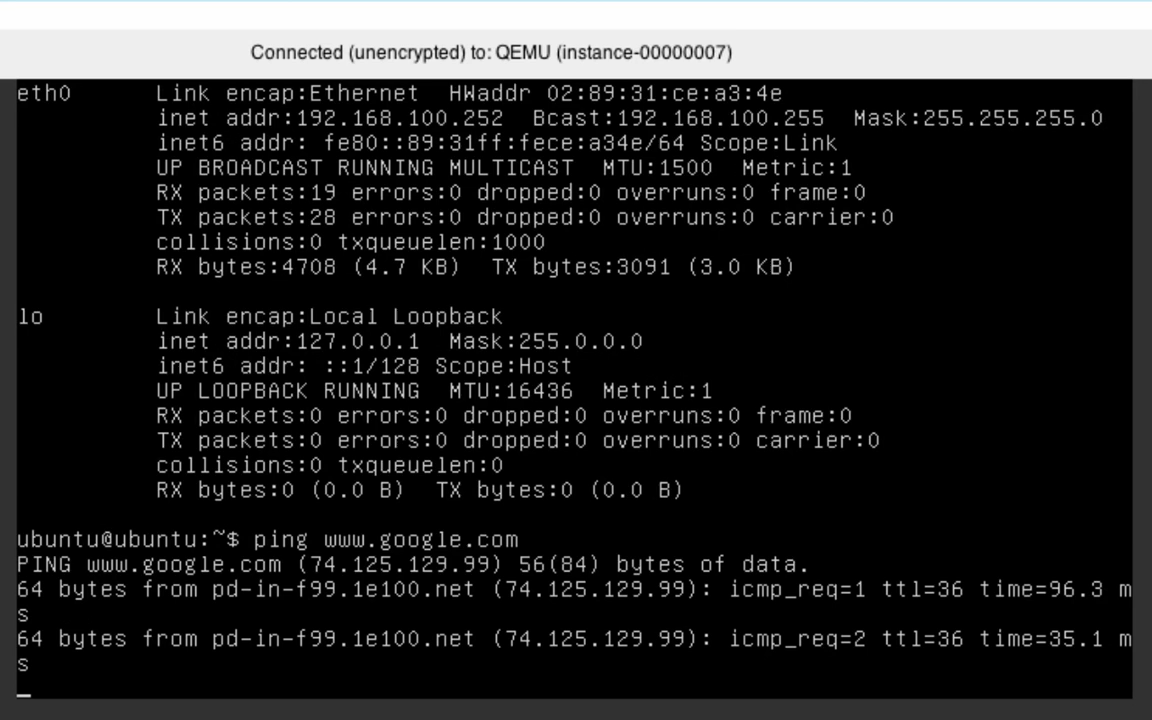 Connected (unencrypted) to: QEMU (instance-00000007)
eth0 Link encap:Ethernet HWaddr 02:89:31:ce:a3:4e
inet addr:192.168.100.252 Bcast:192.168.100.255 Mask:255.255.255.0
inet6 addr: fe80::89:31ff:fece:a34e/64 Scope:Link
UP BROADCAST RUNNING MULTICAST MTU:1500 Metric:1
RX packets:19 errors:0 dropped:0 overruns:0 frame:0
TX packets:28 errors:0 dropped:0 overruns:0 carrier:0
collisions:0 txqueuelen:1000
RX bytes:4708 (4.7 KB) TX bytes:3091 (3.0 KB)
lo Link encap:Local Loopback
inet addr:127.0.0.1 Mask:255.0.0.0
inet6 addr: ::1/128 Scope:Host
UP LOOPBACK RUNNING MTU:16436 Metric:1
RX packets:0 errors:0 dropped:0 overruns:0 frame:0
TX packets:0 errors:0 dropped:0 overruns:0 carrier:0
collisions:0 txqueuelen:0
RX bytes:0 (0.0 B) TX bytes:0 (0.0 B)
ubuntu@ubuntu:~$ ping www.google.com
PING www.google.com (74.125.129.99) 56(84) bytes of data.
64 bytes from pd-in-f99.1e100.net (74.125.129.99): icmp_req=1 ttl=36 time=96.3 m
s
64 bytes from pd-in-f99.1e100.net (74.125.129.99): icmp_req=2 ttl=36 time=35.1 m
s